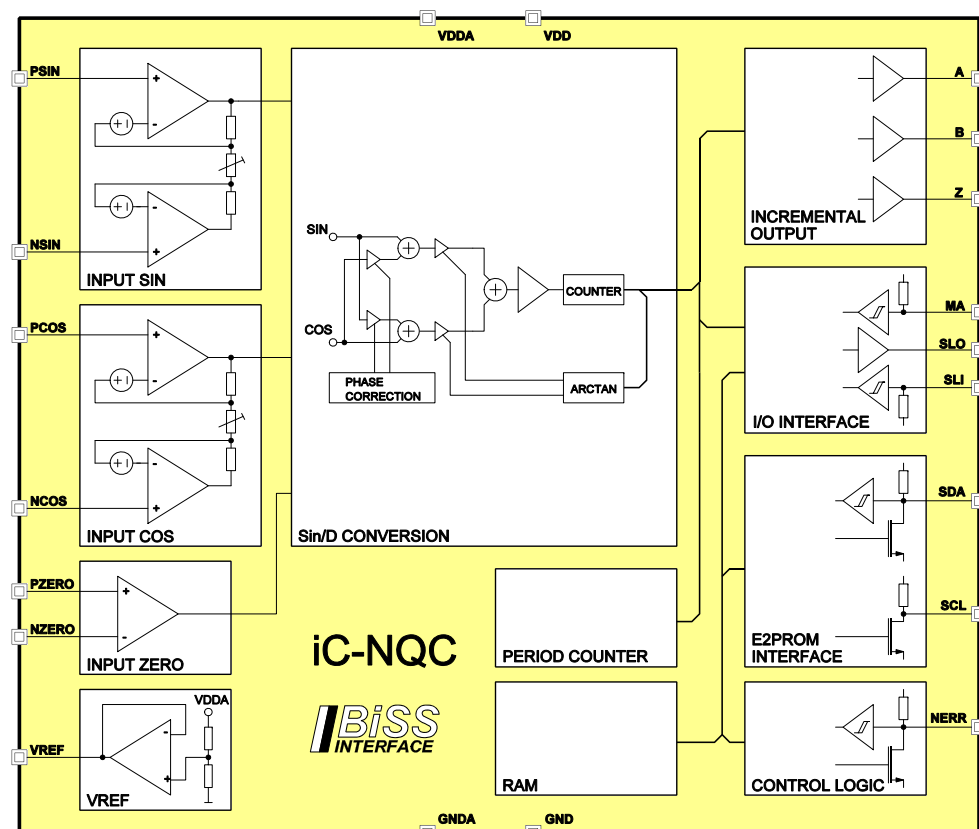 VDDA
VDD
PSIN
NSIN
INPUT SIN
PCOS
NCOS
INPUT COS
PZERO
NZERO
INPUT ZERO
VDDA
VREF
VREF
SIN
COS
PHASE
CORRECTION
COUNTER
ARCTAN
Sin/D CONVERSION
iC-NQC
BiSS
INTERFACE
PERIOD COUNTER
RAM
A
B
Z
INCREMENTAL
OUTPUT
MA
SLO
SLI
I/O INTERFACE
SDA
SCL
E2PROM
INTERFACE
NERR
CONTROL LOGIC
GNDA
GND